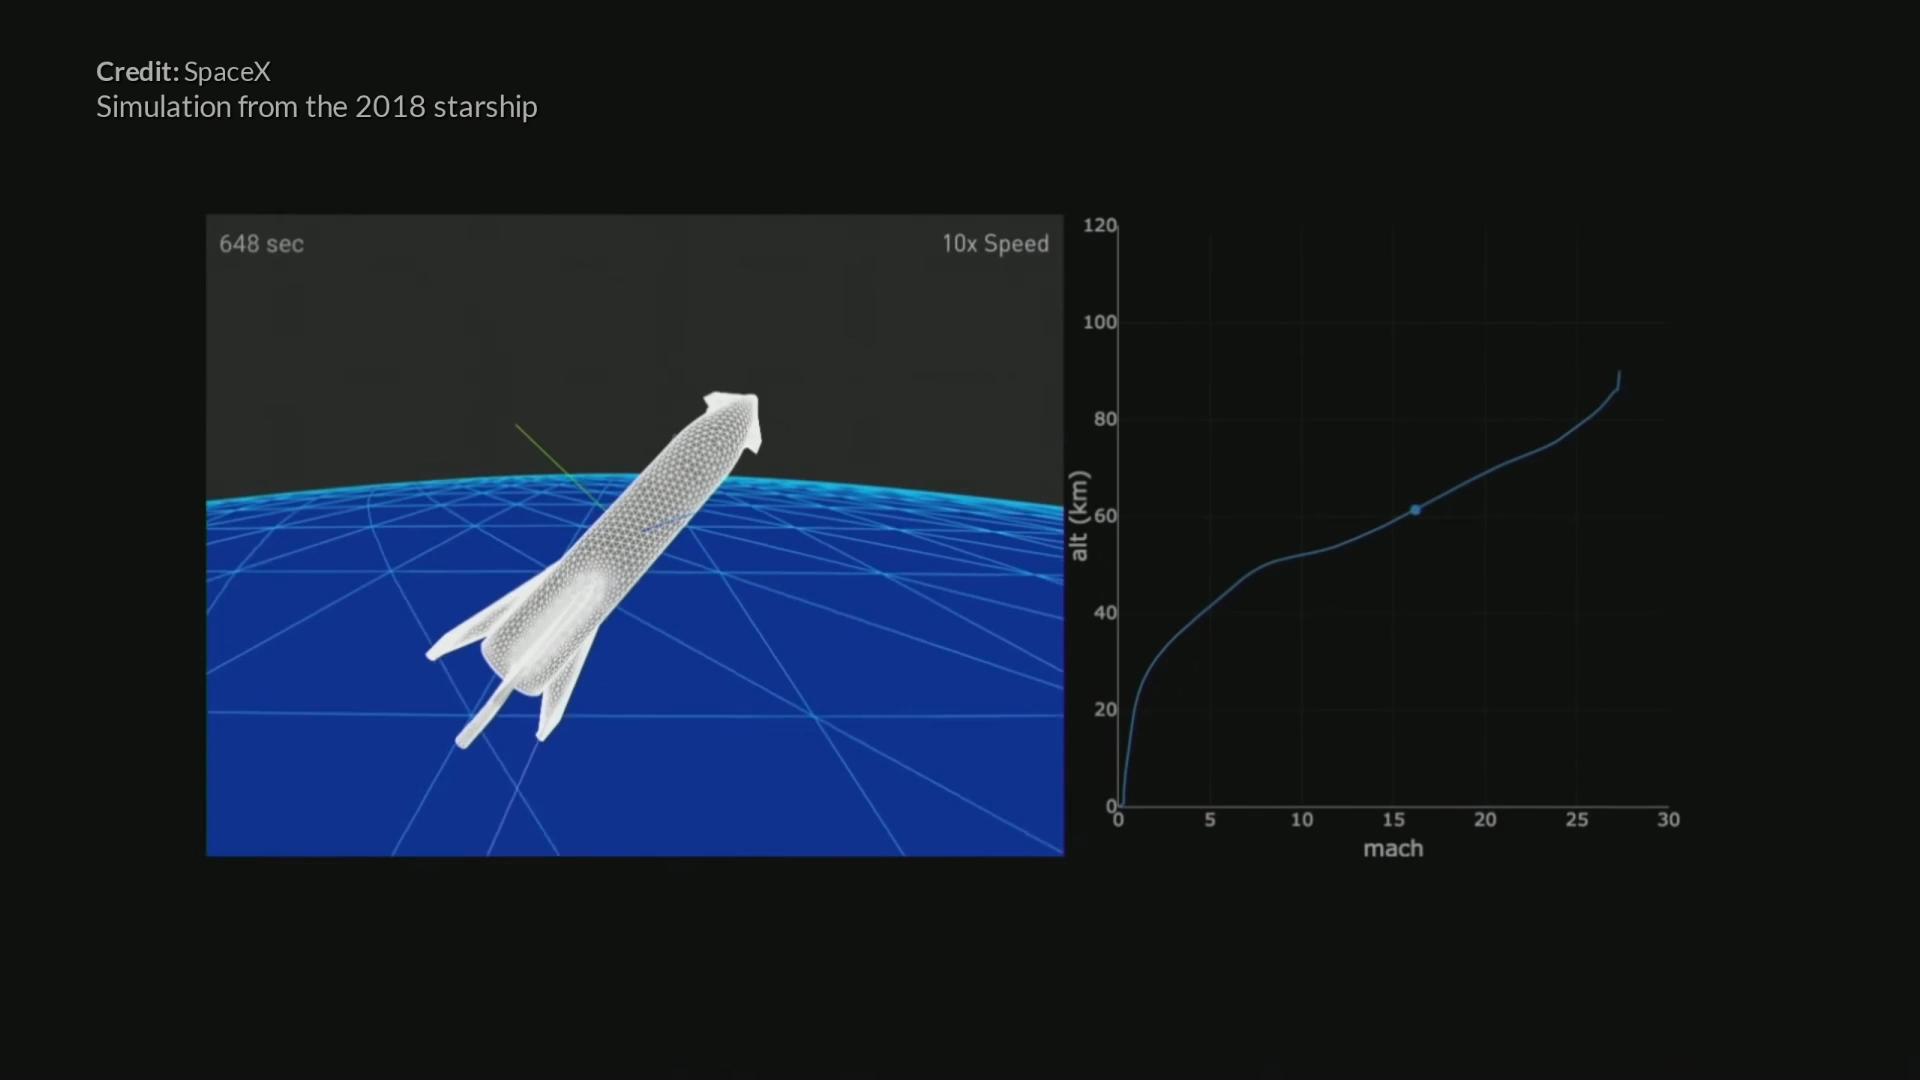 Credit: SpaceX
Simulation from the 2018 starship
648 sec
10x Speed
120
100
80
60
40
20
0
alt (km)
0 5 10 15 20 25 30
mach